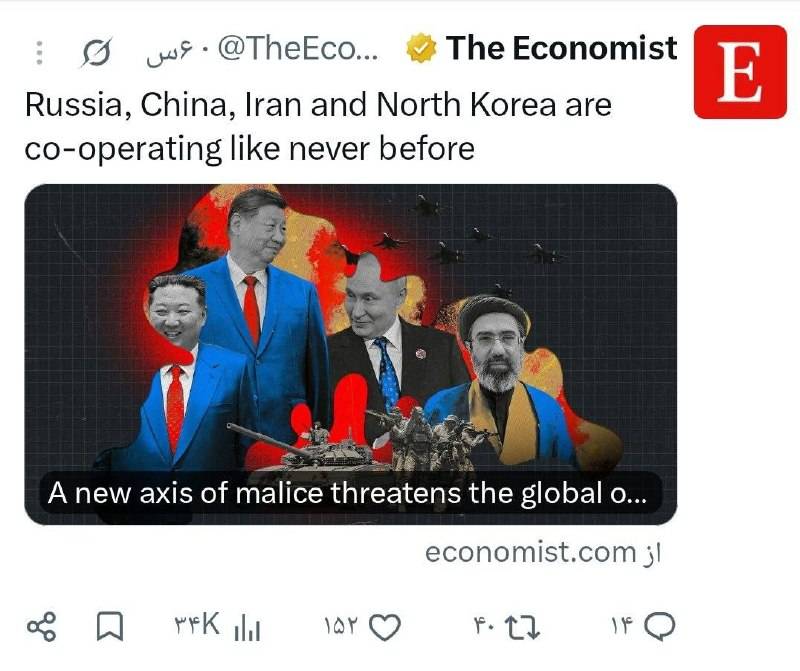 The Economist @TheEco... · ۶س
E
Russia, China, Iran and North Korea are
co-operating like never before
A new axis of malice threatens the global o...
از economist.com
۱۴ ۴۰ ۱۵۲ ۳۴K